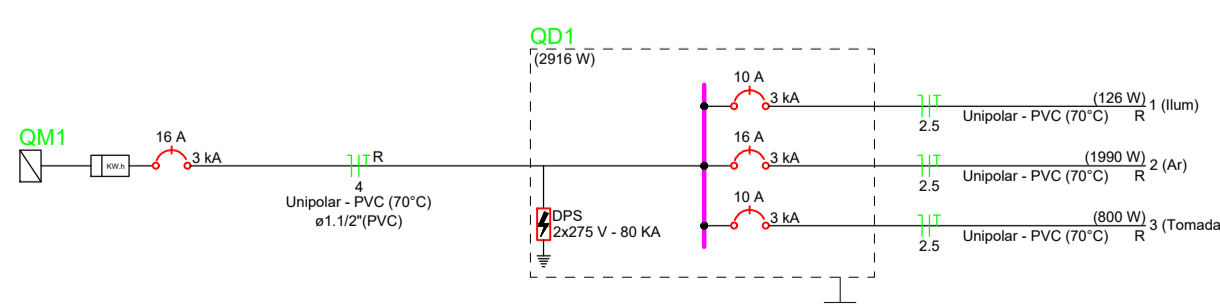 QD1
(2916 W)
10 A
3 kA
(126 W)
1 (Ilum)
2.5
Unipolar - PVC (70°C)
R
QM1
16 A
3 kA
KW.h
R
4
Unipolar - PVC (70°C)
ø1.1/2"(PVC)
16 A
3 kA
(1990 W)
2 (Ar)
2.5
Unipolar - PVC (70°C)
R
DPS
2x275 V - 80 KA
10 A
3 kA
(800 W)
3 (Tomada
2.5
Unipolar - PVC (70°C)
R